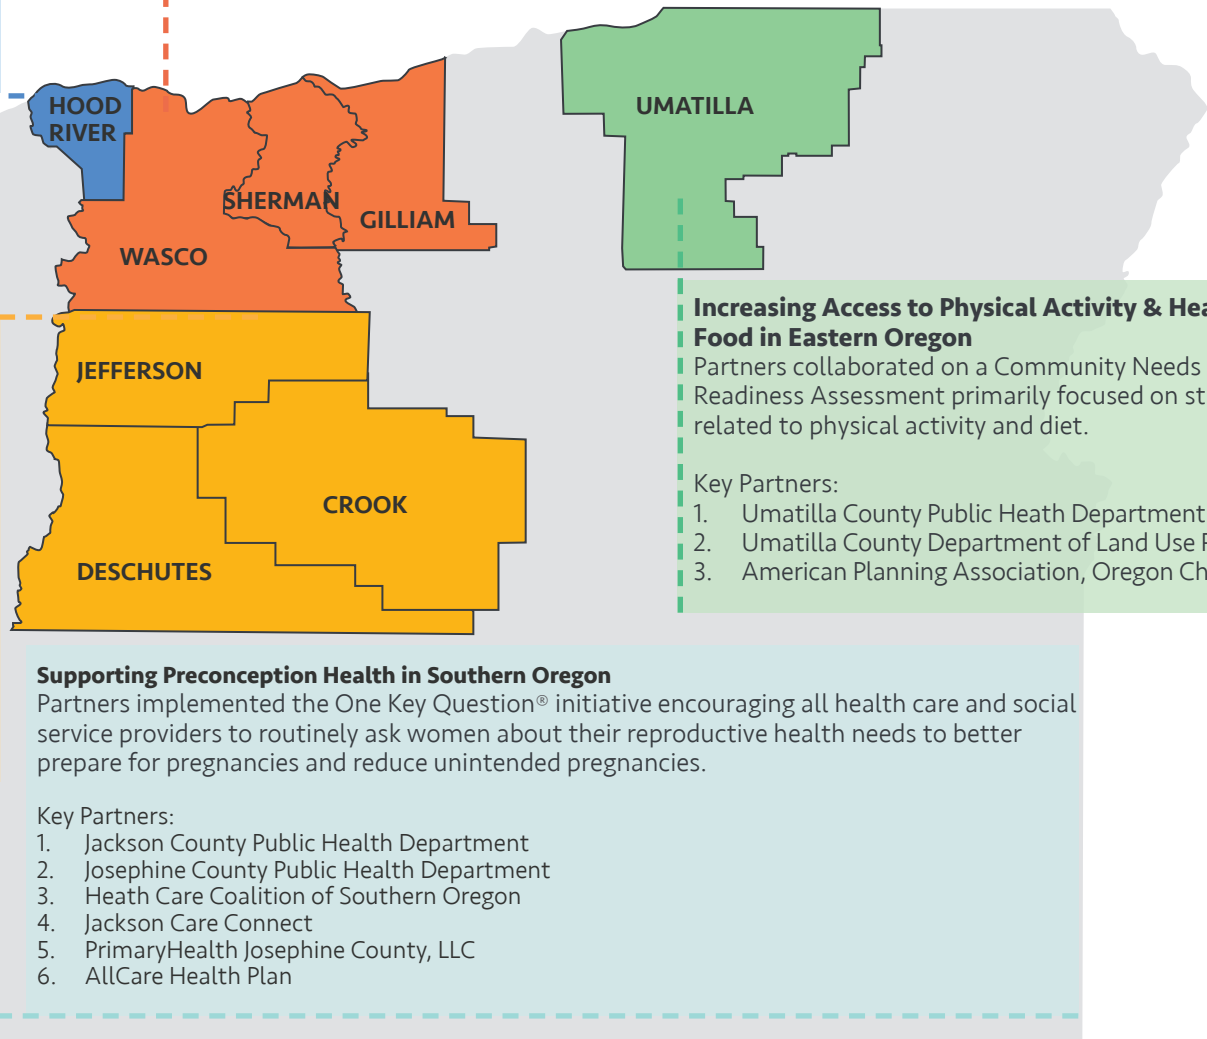 HOOD
RIVER
UMATILLA
SHERMAN
GILLIAM
WASCO
JEFFERSON
CROOK
DESCHUTES
Increasing Access to Physical Activity &
Food in Eastern Oregon
Partners collaborated on a Community Needs
Readiness Assessment primarily focused on
related to physical activity and diet.
Key Partners:
1. Umatilla County Public Heath Department
2. Umatilla County Department of Land Use
3. American Planning Association, Oregon
Supporting Preconception Health in Southern Oregon
Partners implemented the One Key Question® initiative encouraging all health care and social
service providers to routinely ask women about their reproductive health needs to better
prepare for pregnancies and reduce unintended pregnancies.
Key Partners:
1. Jackson County Public Health Department
2. Josephine County Public Health Department
3. Heath Care Coalition of Southern Oregon
4. Jackson Care Connect
5. PrimaryHealth Josephine County, LLC
6. AllCare Health Plan